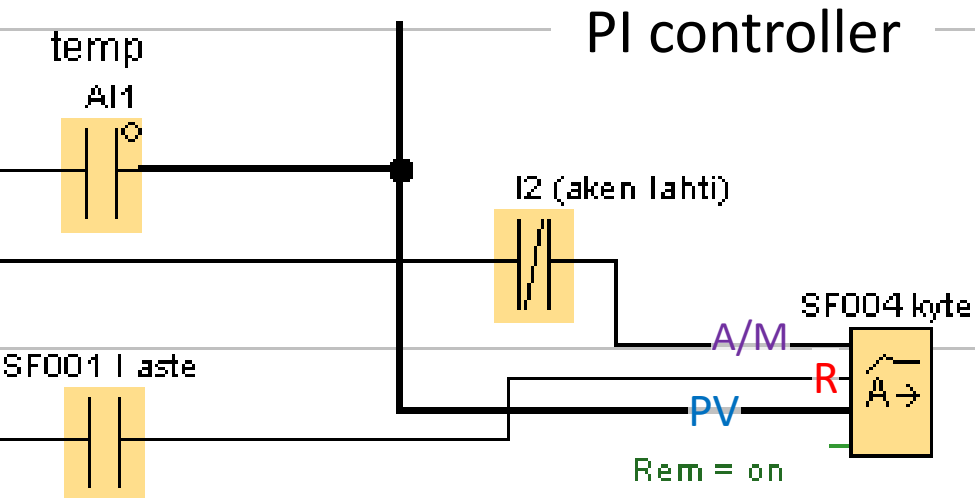 PI controller
temp
AI1
I2 (aken lahti)
SF004 kyte
A/M
SF001 I aste
R
A→
PV
Rem = on